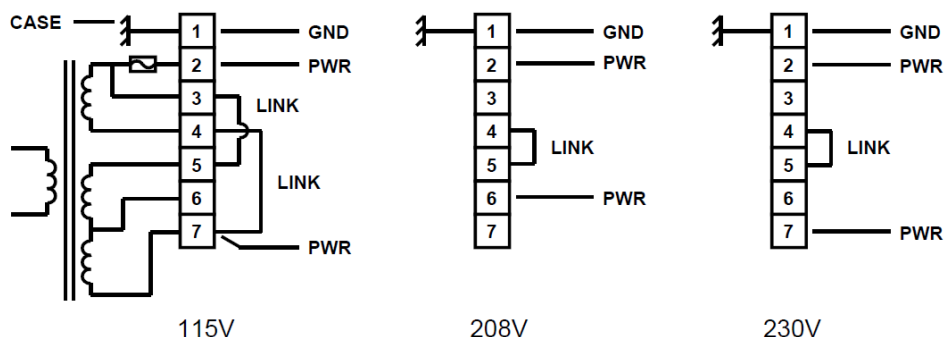 CASE
1 GND
2 PWR
3
LINK
4
5
LINK
6
7
PWR
115V
1 GND
2 PWR
3
4
LINK
5
6 PWR
7
208V
1 GND
2 PWR
3
4
LINK
5
6
7 PWR
230V